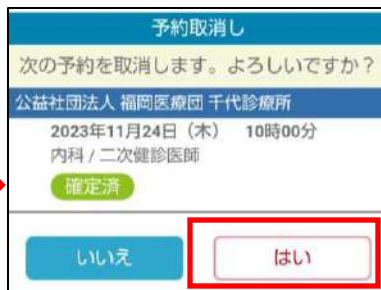 予約取消し
次の予約を取消します。よろしいですか？
公益社団法人 福岡医療団 千代診療所
2023年11月24日（木） 10時00分
内科 / 二次健診医師
確定済
いいえ はい